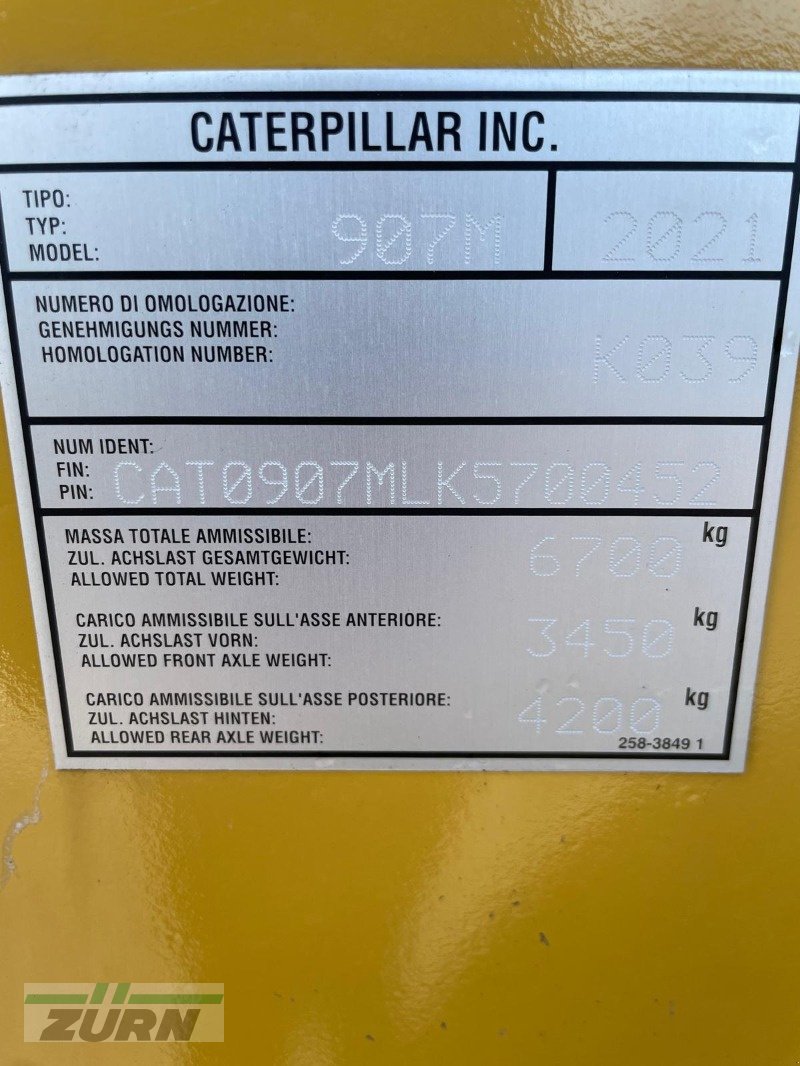 CATERPILLAR INC.
TIPO:
TYP:
MODEL: 907M 2021
NUMERO DI OMOLOGAZIONE:
GENEHMIGUNGS NUMMER:
HOMOLOGATION NUMBER: K039
NUM IDENT:
FIN:
PIN: CAT0907MLK5700452
MASSA TOTALE AMMISSIBILE: kg
ZUL. ACHSLAST GESAMTGEWICHT: 6700
ALLOWED TOTAL WEIGHT:
CARICO AMMISSIBILE SULL'ASSE ANTERIORE: kg
ZUL. ACHSLAST VORN: 3450
ALLOWED FRONT AXLE WEIGHT:
CARICO AMMISSIBILE SULL'ASSE POSTERIORE: kg
ZUL. ACHSLAST HINTEN: 4200
ALLOWED REAR AXLE WEIGHT:
258-3849 1
ZÜRN